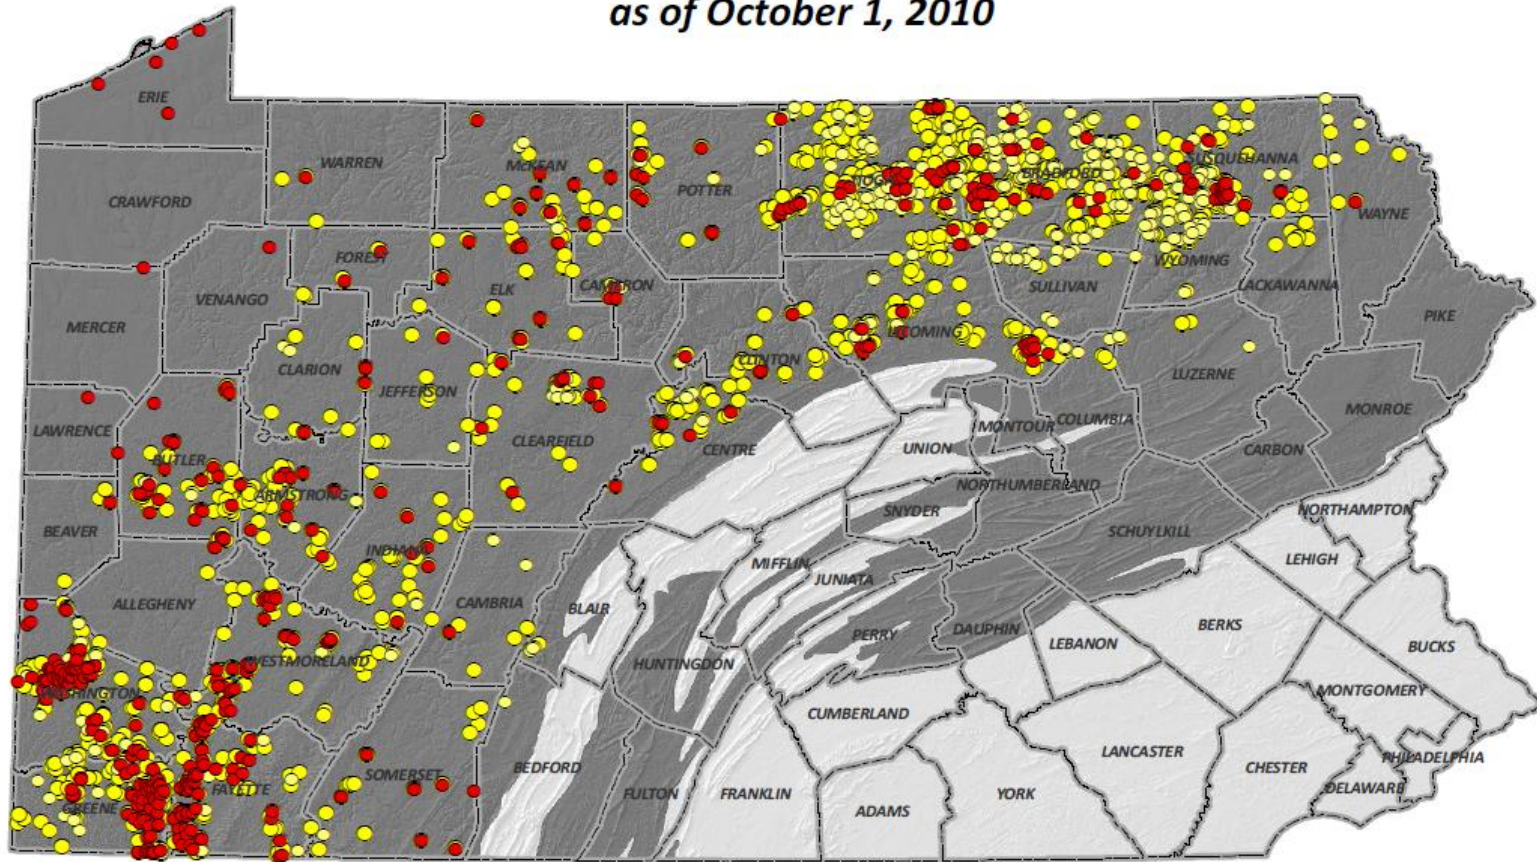 as of October 1, 2010
ERIE
WARREN
McKEAN
POTTER
TIOGA
BRADFORD
SUSQUEHANNA
CRAWFORD
WAYNE
FOREST
WYOMING
VENANGO
ELK
CAMERON
SULLIVAN
LACKAWANNA
MERCER
PIKE
LYCOMING
CLARION
CLINTON
JEFFERSON
LUZERNE
MONROE
LAWRENCE
CLEARFIELD
CENTRE
UNION
MONTOUR
COLUMBIA
CARBON
BUTLER
ARMSTRONG
NORTHUMBERLAND
BEAVER
SNYDER
NORTHAMPTON
SCHUYLKILL
INDIANA
MIFFLIN
LEHIGH
JUNIATA
ALLEGHENY
CAMBRIA
BLAIR
PERRY
DAUPHIN
LEBANON
BERKS
BUCKS
WESTMORELAND
HUNTINGDON
WASHINGTON
MONTGOMERY
CUMBERLAND
LANCASTER
PHILADELPHIA
BEDFORD
SOMERSET
CHESTER
GREENE
FAYETTE
FULTON
FRANKLIN
ADAMS
YORK
DELAWARE